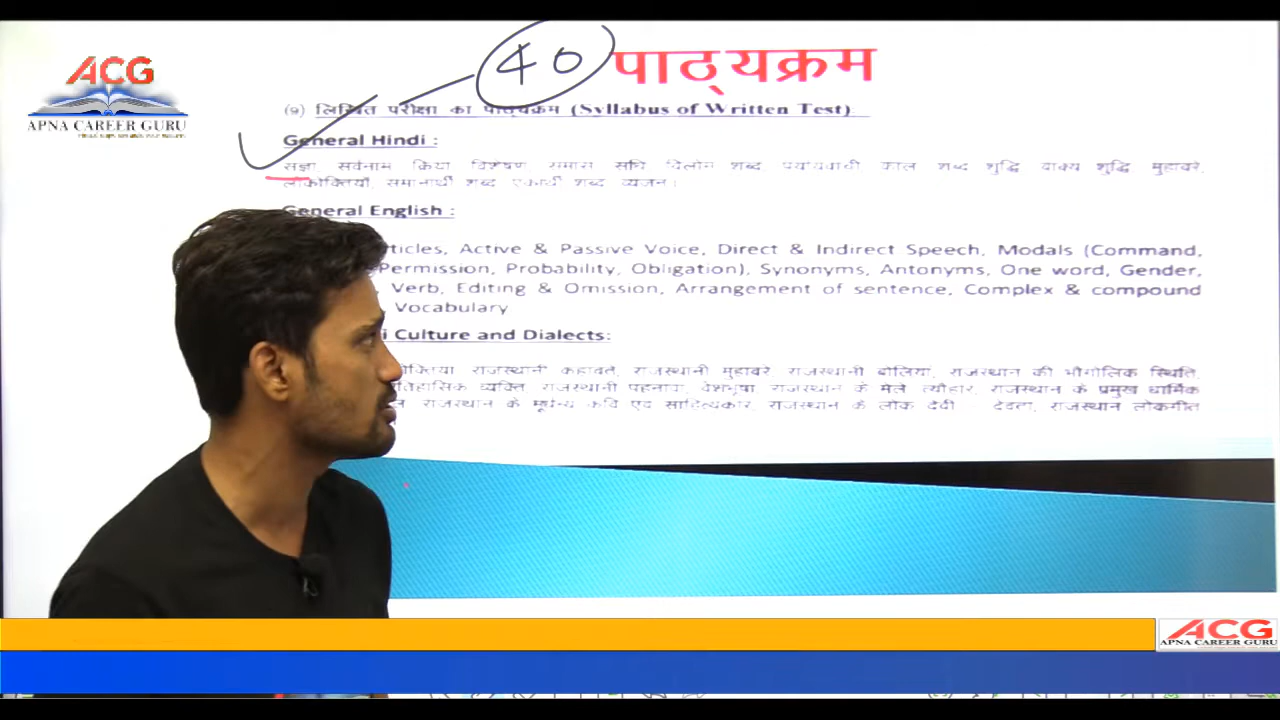 40
पाठ्यक्रम
ACG
APNA CAREER GURU
(9) लिखित परीक्षा का पाठ्यक्रम (Syllabus of Written Test)
General Hindi :
संज्ञा, सर्वनाम क्रिया विशेषण समास संधि विलोम शब्द पर्यायवाची काल शब्द शुद्धि वाक्य शुद्धि मुहावरे,
लोकोक्तियाँ, समानार्थी शब्द एकार्थी शब्द व्यंजन।
General English :
Active & Passive Voice, Direct & Indirect Speech, Modals (Command,
Permission, Probability, Obligation), Synonyms, Antonyms, One word, Gender,
Verb, Editing & Omission, Arrangement of sentence, Complex & compound
Vocabulary
Culture and Dialects:
राजस्थानी कहावते, राजस्थानी मुहावरे, राजस्थानी बोलिया, राजस्थान की भौगोलिक स्थिति,
व्यक्ति, राजस्थानी पहनावा, वेशभूषा, राजस्थान के मेले त्यौहार, राजस्थान के प्रमुख धार्मिक
राजस्थान के मूर्धन्य कवि एवं साहित्यकार, राजस्थान के लोक देवी देवता, राजस्थान लोकगीत
ACG
APNA CAREER GURU